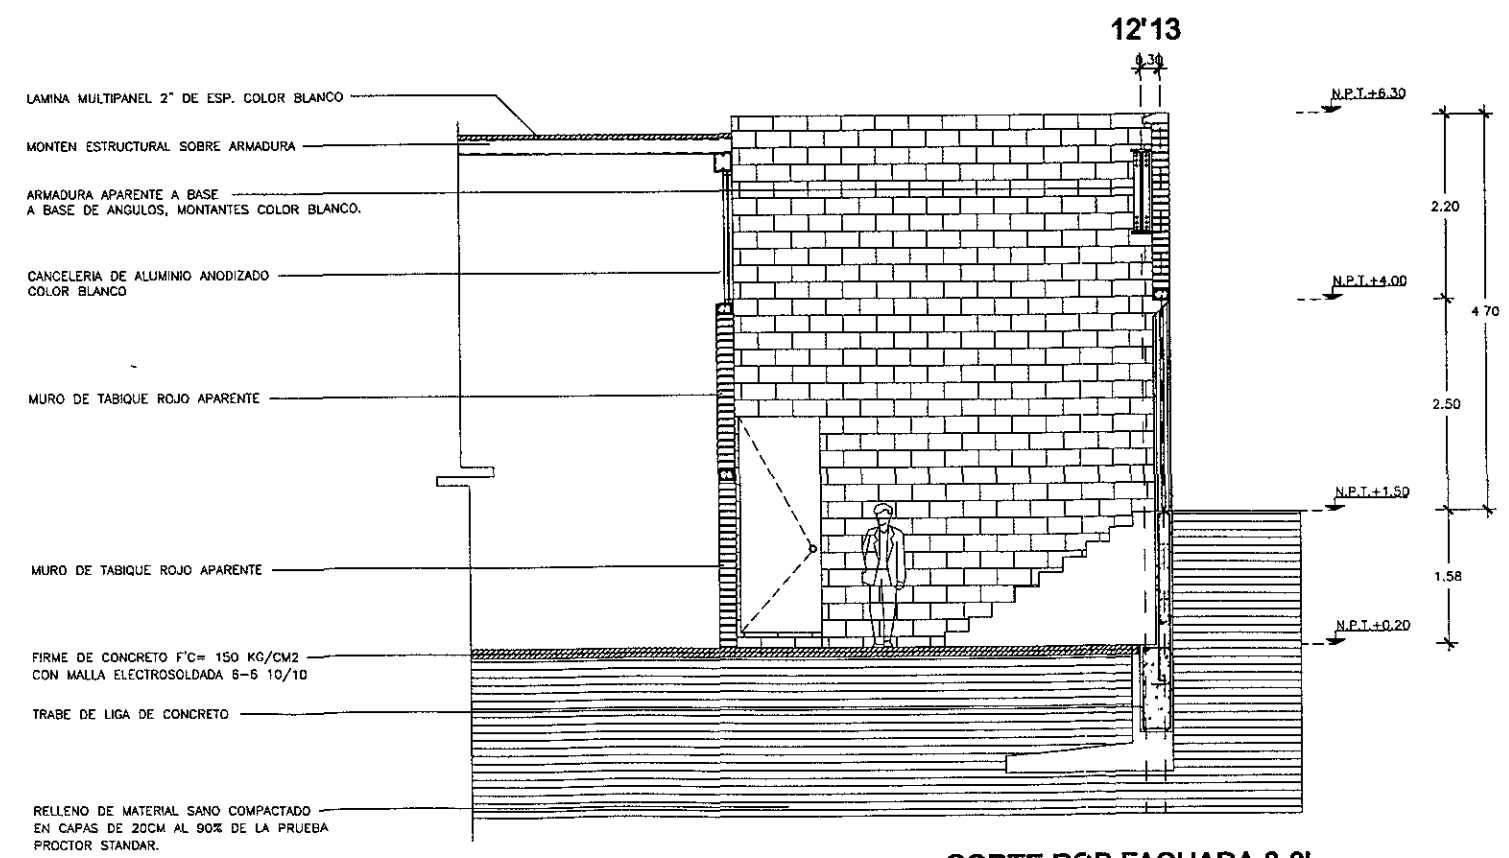 12'13
0.30
LAMINA MULTIPANEL 2" DE ESP. COLOR BLANCO
N.P.T.+6.30
MONTEN ESTRUCTURAL SOBRE ARMADURA
ARMADURA APARENTE A BASE
A BASE DE ANGULOS, MONTANTES COLOR BLANCO.
2.20
CANCELERIA DE ALUMINIO ANODIZADO
COLOR BLANCO
N.P.T.+4.00
4.70
MURO DE TABIQUE ROJO APARENTE
2.50
N.P.T.+1.50
MURO DE TABIQUE ROJO APARENTE
1.58
N.P.T.+0.20
FIRME DE CONCRETO F'C= 150 KG/CM2
CON MALLA ELECTROSOLDADA 6-6 10/10
TRABE DE LIGA DE CONCRETO
RELLENO DE MATERIAL SANO COMPACTADO
EN CAPAS DE 20CM AL 90% DE LA PRUEBA
PROCTOR STANDAR.
CORTE POR FACHADA